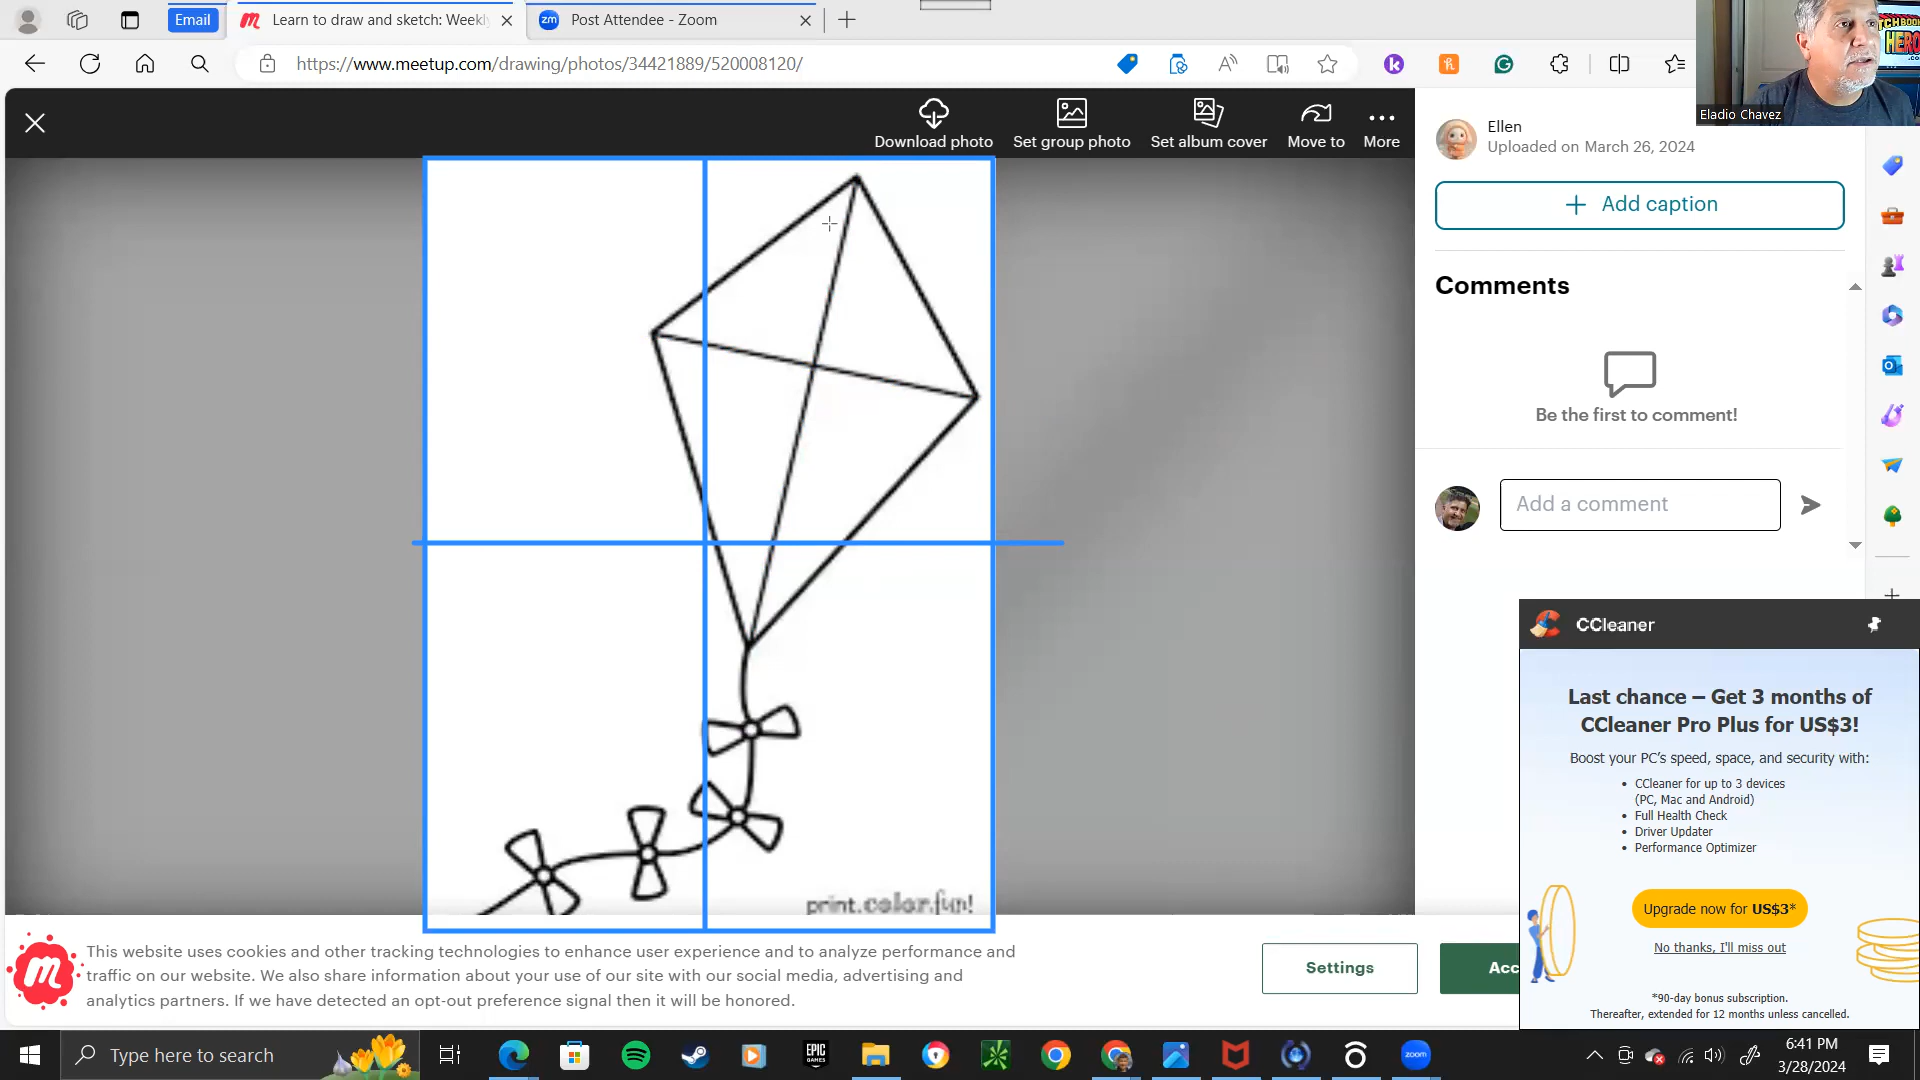 Email
Learn to draw and sketch: Weekly
Post Attendee - Zoom
https://www.meetup.com/drawing/photos/34421889/520008120/
Download photo
Set group photo
Set album cover
Move to
More
Eladio Chavez
Ellen
Uploaded on March 26, 2024
Add caption
Comments
Be the first to comment!
Add a comment
print.color.fun!
CCleaner
Last chance – Get 3 months of
CCleaner Pro Plus for US$3!
Boost your PC's speed, space, and security with:
• CCleaner for up to 3 devices
(PC, Mac and Android)
• Full Health Check
• Driver Updater
• Performance Optimizer
Upgrade now for US$3*
No thanks, I'll miss out
*90-day bonus subscription.
Thereafter, extended for 12 months unless cancelled.
This website uses cookies and other tracking technologies to enhance user experience and to analyze performance and
traffic on our website. We also share information about your use of our site with our social media, advertising and
analytics partners. If we have detected an opt-out preference signal then it will be honored.
Settings
Acc
Type here to search
EPIC
GAMES
zoom
6:41 PM
3/28/2024